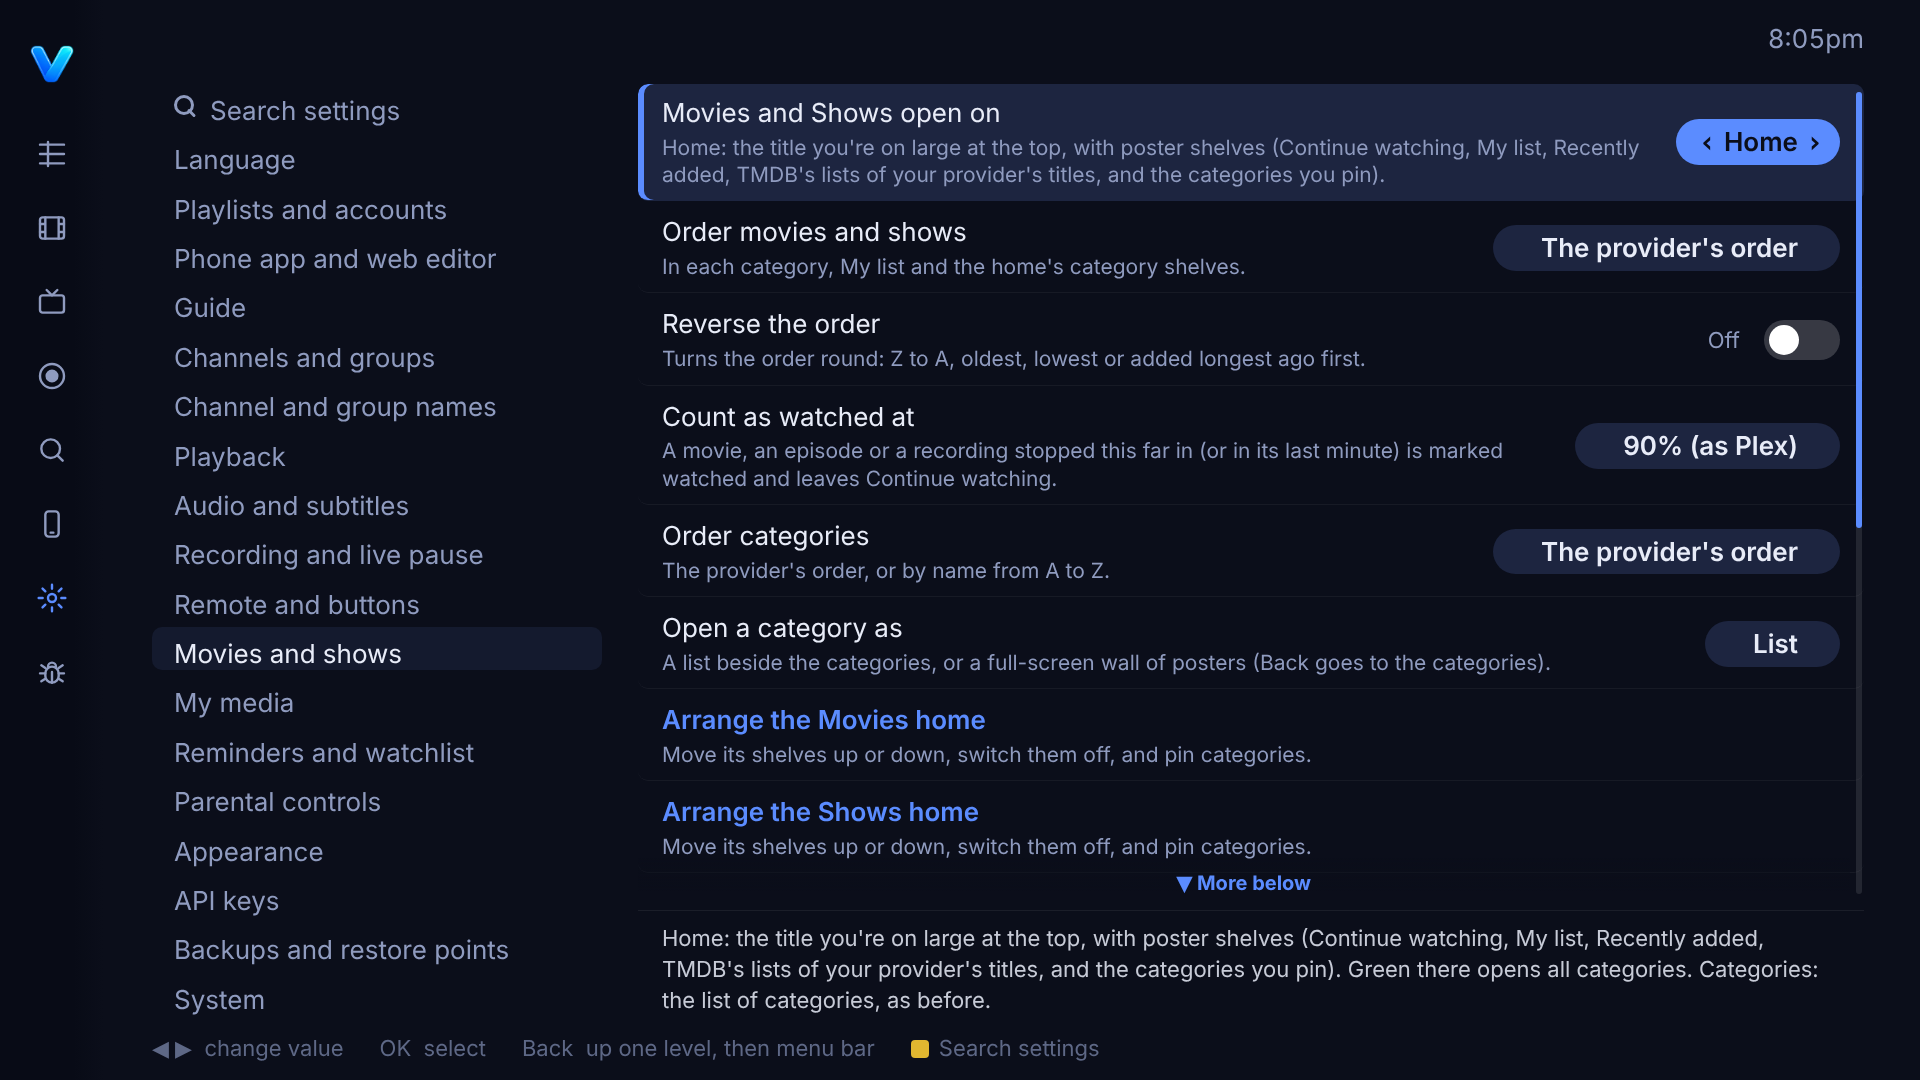 8:05pm
Search settings
Language
Playlists and accounts
Phone app and web editor
Guide
Channels and groups
Channel and group names
Playback
Audio and subtitles
Recording and live pause
Remote and buttons
Movies and shows
My media
Reminders and watchlist
Parental controls
Appearance
API keys
Backups and restore points
System
Movies and Shows open on
Home: the title you're on large at the top, with poster shelves (Continue watching, My list, Recently
added, TMDB's lists of your provider's titles, and the categories you pin).
‹ Home ›
Order movies and shows
In each category, My list and the home's category shelves.
The provider's order
Reverse the order
Turns the order round: Z to A, oldest, lowest or added longest ago first.
Off
Count as watched at
A movie, an episode or a recording stopped this far in (or in its last minute) is marked
watched and leaves Continue watching.
90% (as Plex)
Order categories
The provider's order, or by name from A to Z.
The provider's order
Open a category as
A list beside the categories, or a full-screen wall of posters (Back goes to the categories).
List
Arrange the Movies home
Move its shelves up or down, switch them off, and pin categories.
Arrange the Shows home
Move its shelves up or down, switch them off, and pin categories.
▼ More below
Home: the title you're on large at the top, with poster shelves (Continue watching, My list, Recently added,
TMDB's lists of your provider's titles, and the categories you pin). Green there opens all categories. Categories:
the list of categories, as before.
◀▶ change value OK select Back up one level, then menu bar Search settings